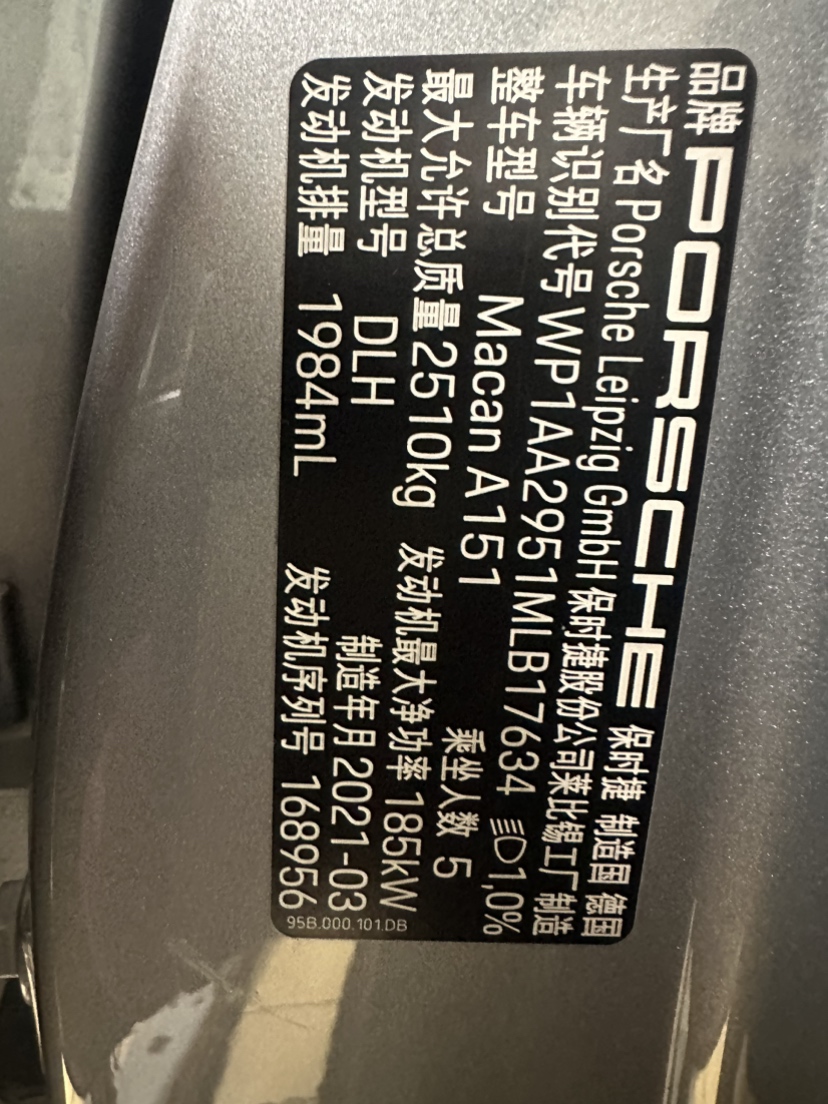 品牌 PORSCHE 保时捷 制造国 德国
生产厂名 Porsche Leipzig GmbH 保时捷股份公司莱比锡工厂 制造
车辆识别代号 WP1AA2951MLB17634 1,0%
整车型号 Macan A151 乘坐人数 5
最大允许总质量 2510kg 发动机最大净功率 185kW
发动机型号 DLH 制造年月 2021-03
发动机排量 1984mL 发动机序列号 168956
95B.000.101.DB